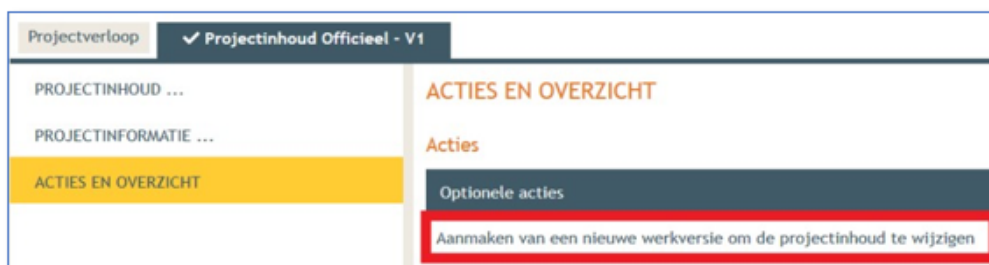 Projectverloop
✓ Projectinhoud Officieel - V1
PROJECTINHOUD ...
PROJECTINFORMATIE ...
ACTIES EN OVERZICHT
ACTIES EN OVERZICHT
Acties
Optionele acties
Aanmaken van een nieuwe werkversie om de projectinhoud te wijzigen